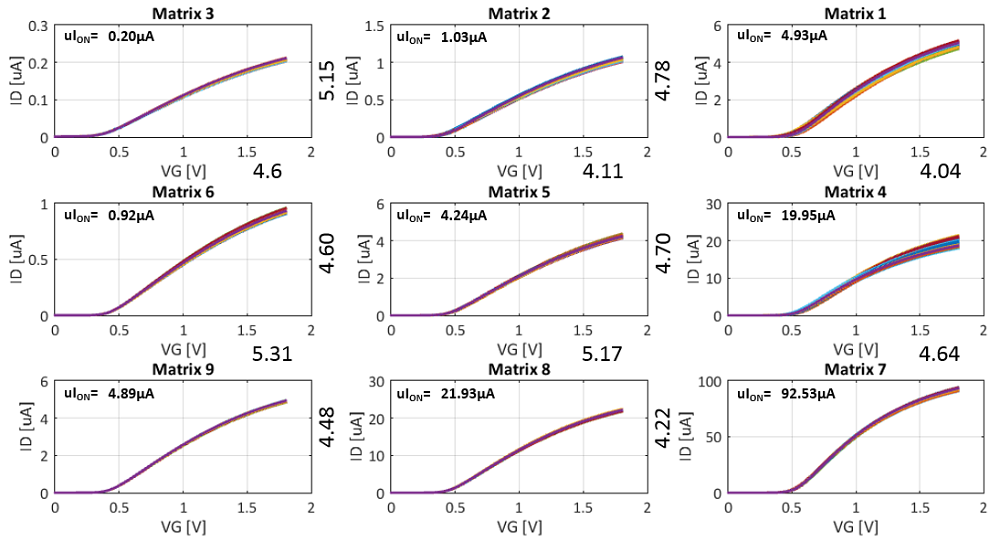 Matrix 3
uION= 0.20µA
ID [uA]
0.3
0.2
0.1
0
0 0.5 1 1.5 2
VG [V]
5.15
4.6
Matrix 2
uION= 1.03µA
ID [uA]
1.5
1
0.5
0
0 0.5 1 1.5 2
VG [V]
4.78
4.11
Matrix 1
uION= 4.93µA
ID [uA]
6
4
2
0
0 0.5 1 1.5 2
VG [V]
4.04
Matrix 6
uION= 0.92µA
ID [uA]
1
0.5
0
0 0.5 1 1.5 2
VG [V]
4.60
5.31
Matrix 5
uION= 4.24µA
ID [uA]
6
4
2
0
0 0.5 1 1.5 2
VG [V]
4.70
5.17
Matrix 4
uION= 19.95µA
ID [uA]
30
20
10
0
0 0.5 1 1.5 2
VG [V]
4.64
Matrix 9
uION= 4.89µA
ID [uA]
6
4
2
0
0 0.5 1 1.5 2
VG [V]
4.48
Matrix 8
uION= 21.93µA
ID [uA]
30
20
10
0
0 0.5 1 1.5 2
VG [V]
4.22
Matrix 7
uION= 92.53µA
ID [uA]
100
50
0
0 0.5 1 1.5 2
VG [V]